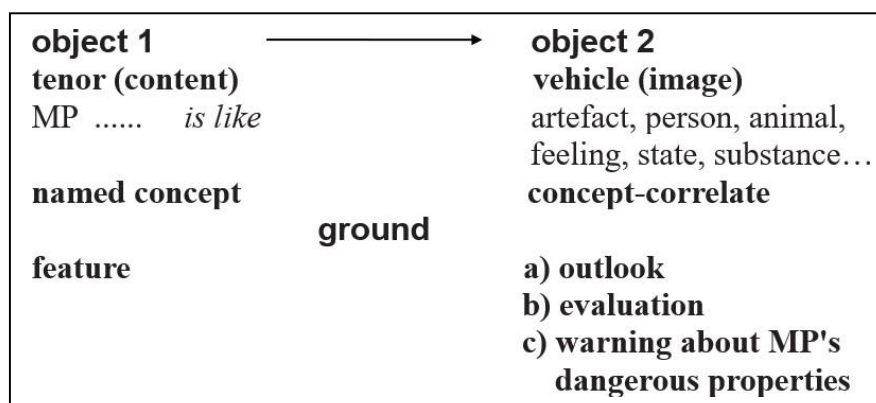 object 1 object 2
tenor (content) vehicle (image)
MP ...... is like artefact, person, animal,
feeling, state, substance…
named concept concept-correlate
ground
feature a) outlook
b) evaluation
c) warning about MP's
dangerous properties